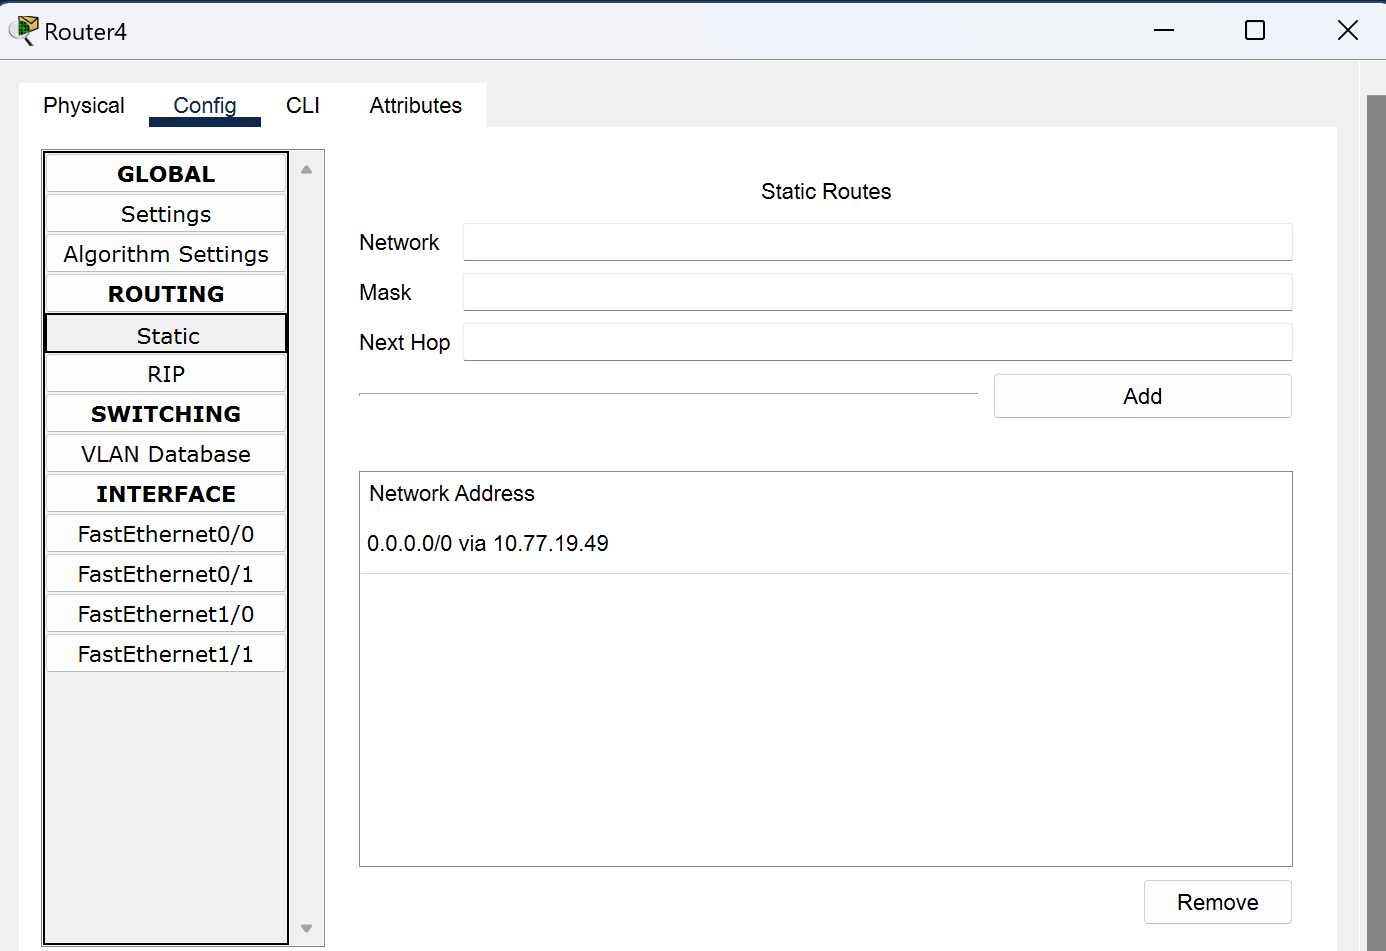 Router4
Physical Config CLI Attributes
GLOBAL
Settings
Algorithm Settings
ROUTING
Static
RIP
SWITCHING
VLAN Database
INTERFACE
FastEthernet0/0
FastEthernet0/1
FastEthernet1/0
FastEthernet1/1
Static Routes
Network
Mask
Next Hop
Add
Network Address
0.0.0.0/0 via 10.77.19.49
Remove